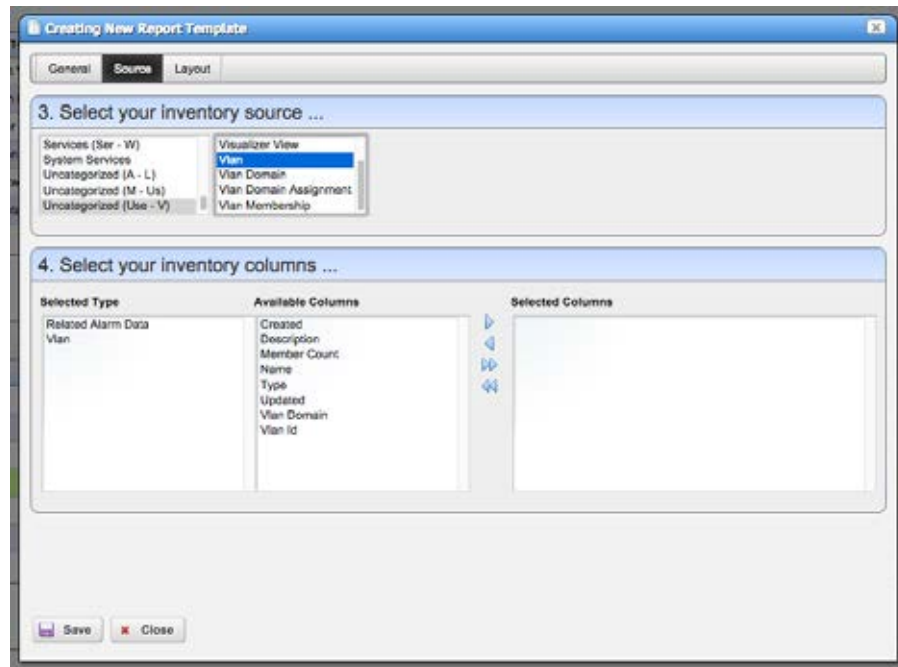 Creating New Report Template
General Source Layout
3. Select your inventory source ...
Services (Ser - W)
System Services
Uncategorized (A - L)
Uncategorized (M - Us)
Uncategorized (Use - V)
Visualizer View
Vlan
Vlan Domain
Vlan Domain Assignment
Vlan Membership
4. Select your inventory columns ...
Selected Type
Related Alarm Data
Vlan
Available Columns
Created
Description
Member Count
Name
Type
Updated
Vlan Domain
Vlan Id
Selected Columns
Save Close